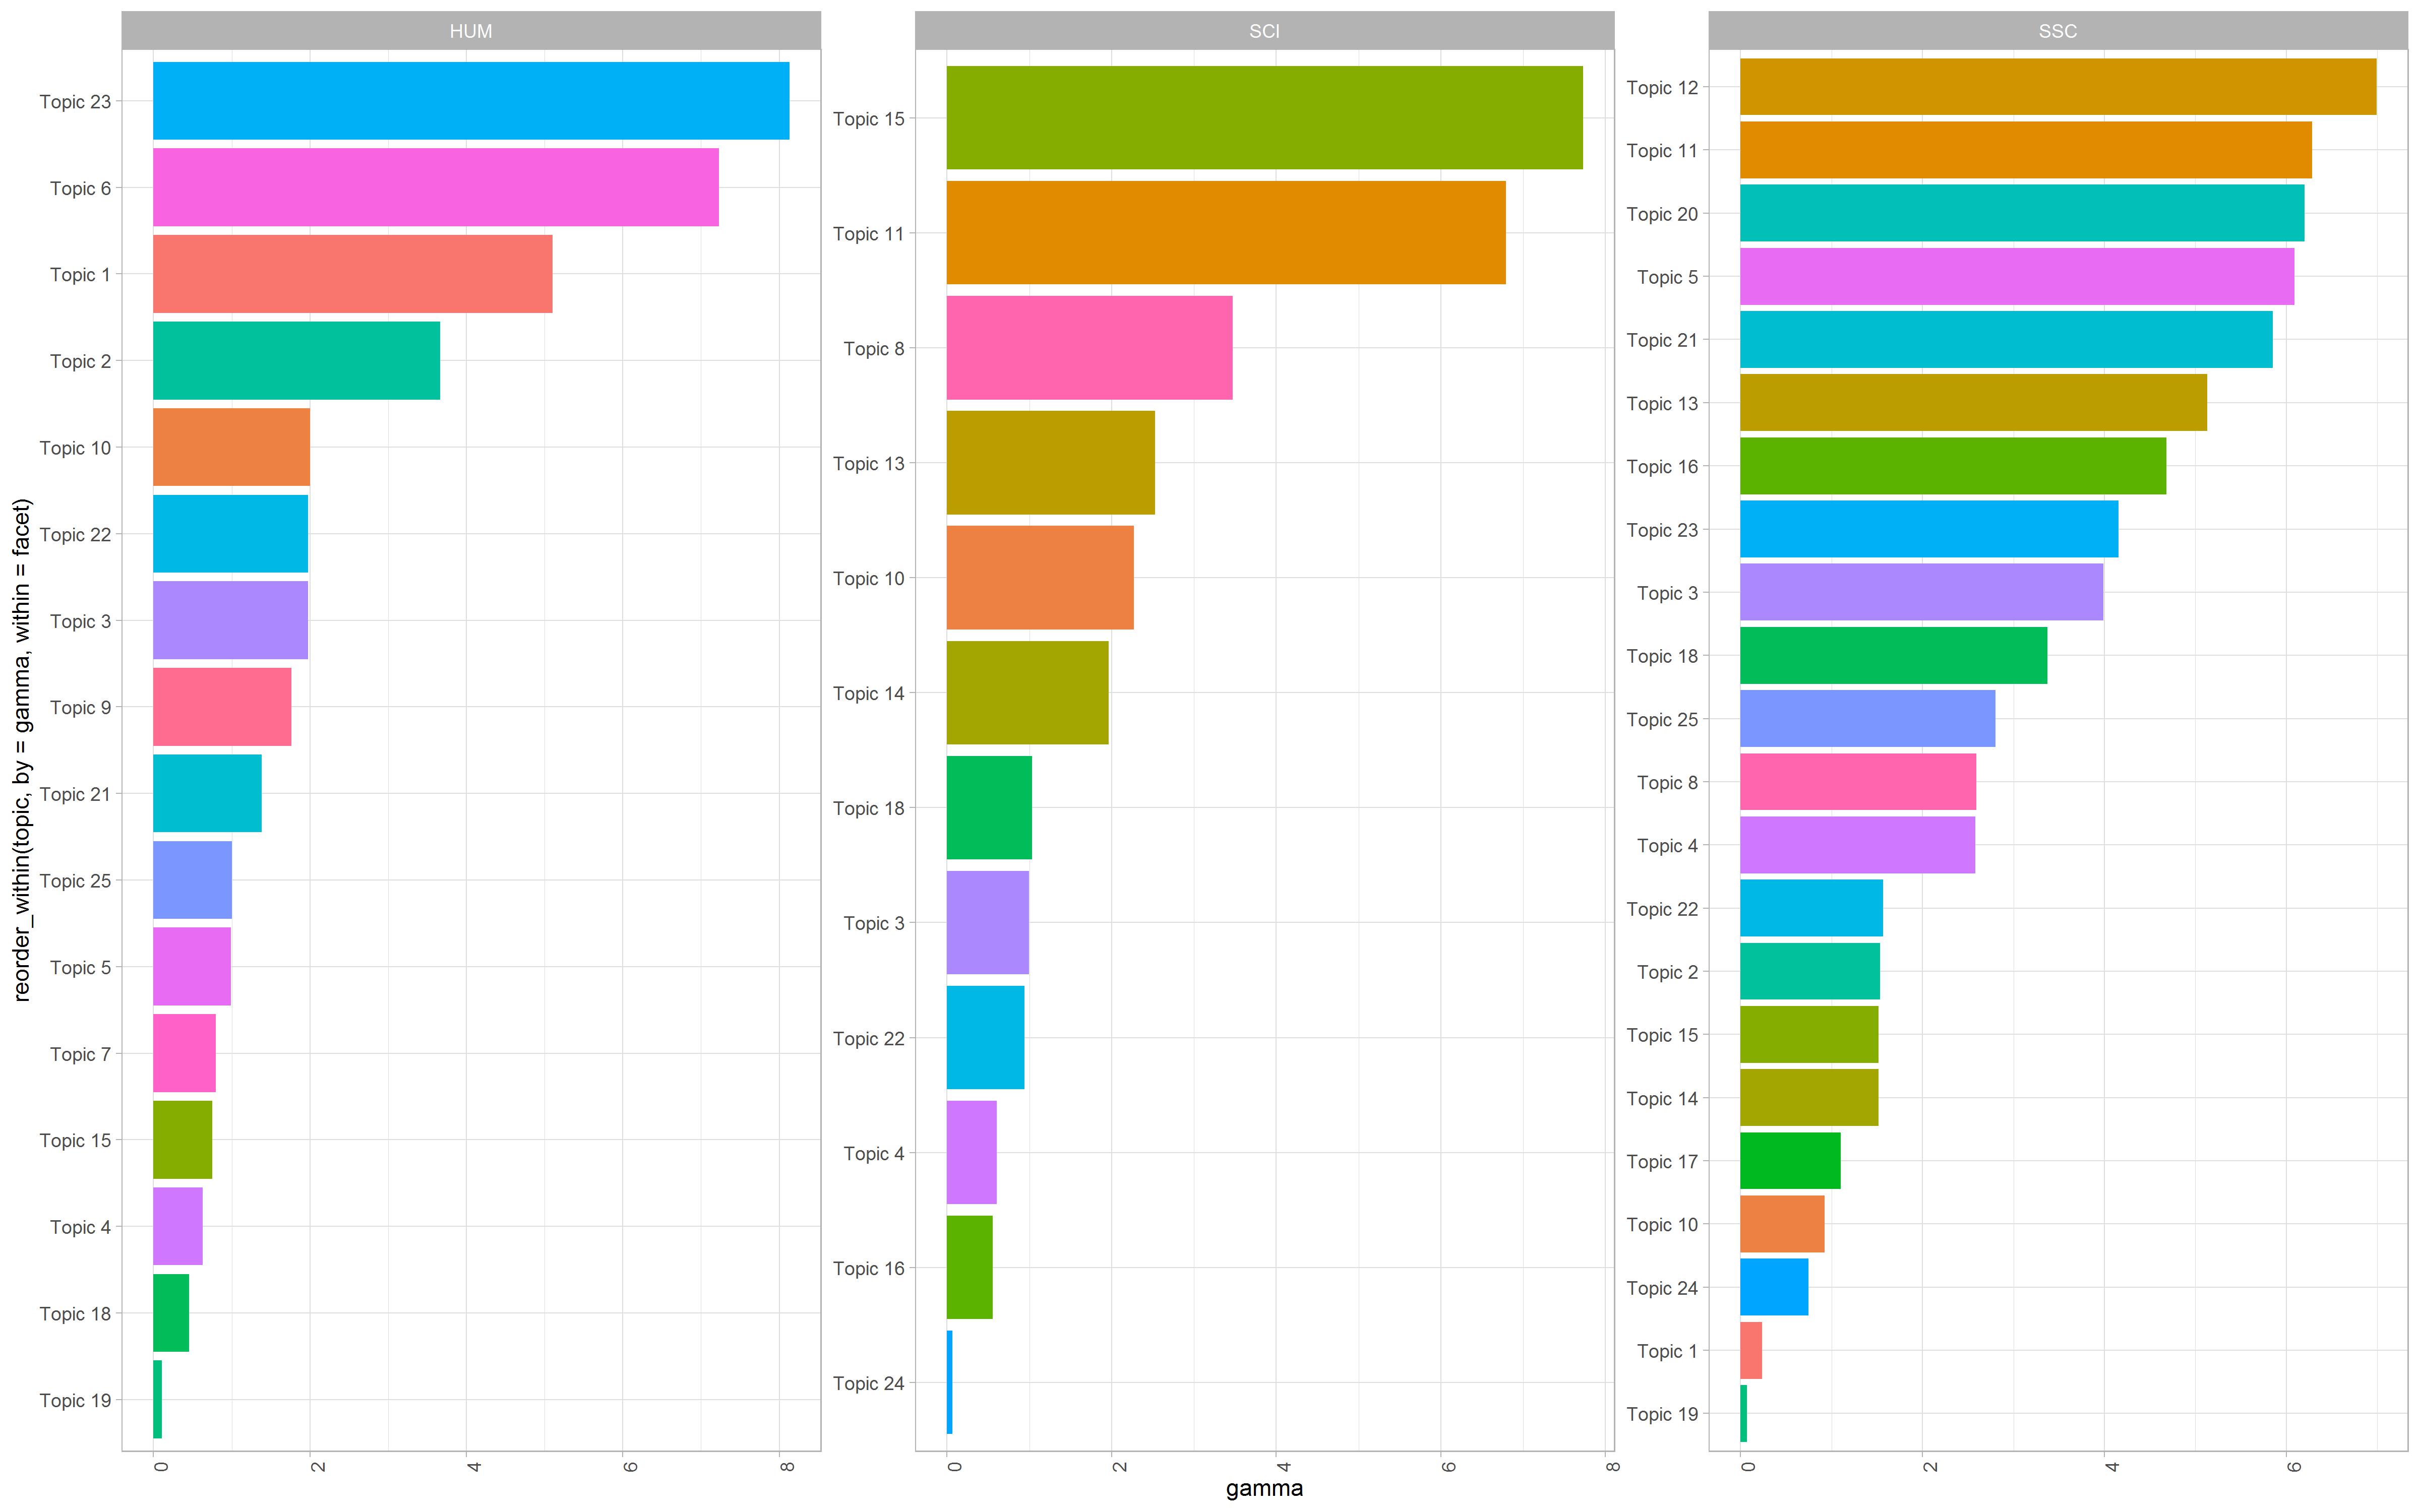 HUM
SCI
SSC
reorder_within(topic, by = gamma, within = facet)
Topic 23
Topic 6
Topic 1
Topic 2
Topic 10
Topic 22
Topic 3
Topic 9
Topic 21
Topic 25
Topic 5
Topic 7
Topic 15
Topic 4
Topic 18
Topic 19
0 2 4 6 8
Topic 15
Topic 11
Topic 8
Topic 13
Topic 10
Topic 14
Topic 18
Topic 3
Topic 22
Topic 4
Topic 16
Topic 24
0 2 4 6 8
Topic 12
Topic 11
Topic 20
Topic 5
Topic 21
Topic 13
Topic 16
Topic 23
Topic 3
Topic 18
Topic 25
Topic 8
Topic 4
Topic 22
Topic 2
Topic 15
Topic 14
Topic 17
Topic 10
Topic 24
Topic 1
Topic 19
0 2 4 6
gamma